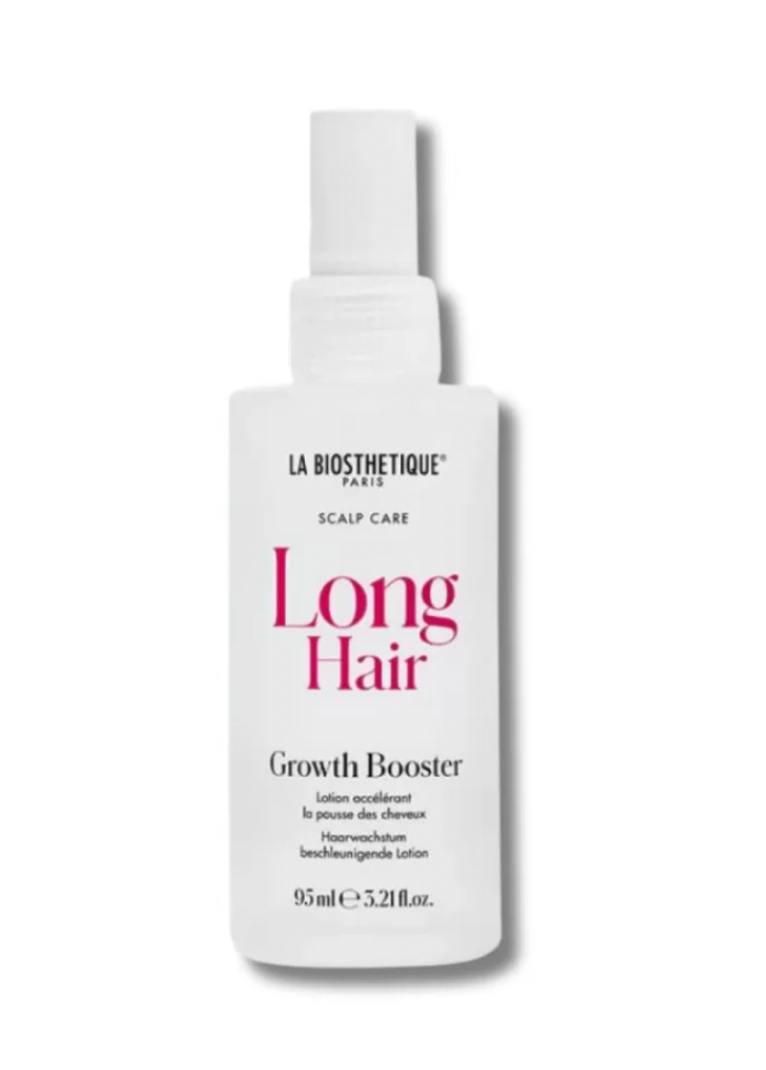 LA BIOSTHETIQUE®
PARIS
SCALP CARE
Long
Hair
Growth Booster
Lotion accélérant
la pousse des cheveux
Haarwachstum
beschleunigende Lotion
95 ml ℮ 3.21 fl.oz.